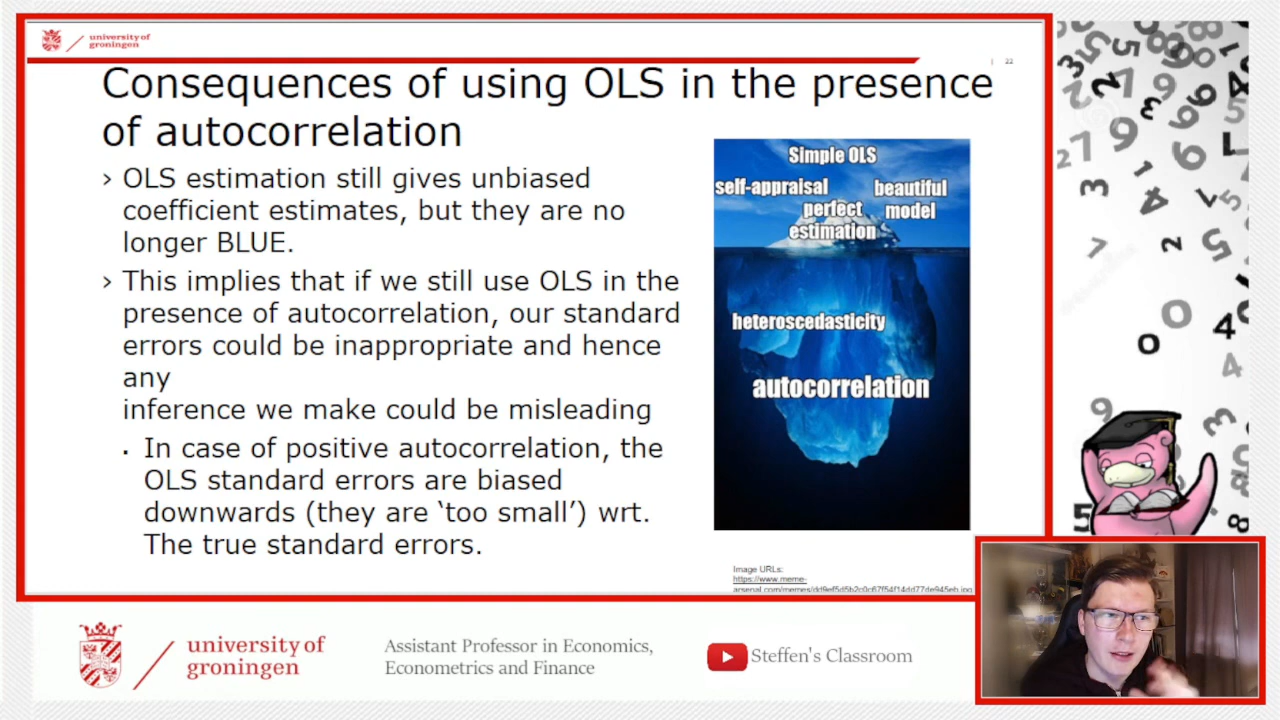 university of
groningen
22
Consequences of using OLS in the presence
of autocorrelation
› OLS estimation still gives unbiased
coefficient estimates, but they are no
longer BLUE.
› This implies that if we still use OLS in the
presence of autocorrelation, our standard
errors could be inappropriate and hence
any
inference we make could be misleading
▪ In case of positive autocorrelation, the
OLS standard errors are biased
downwards (they are ‘too small’) wrt.
The true standard errors.
Simple OLS
self-appraisal
beautiful
model
perfect
estimation
heteroscedasticity
autocorrelation
Image URLs:
https://www.meme-
university of
groningen
Assistant Professor in Economics,
Econometrics and Finance
Steffen's Classroom